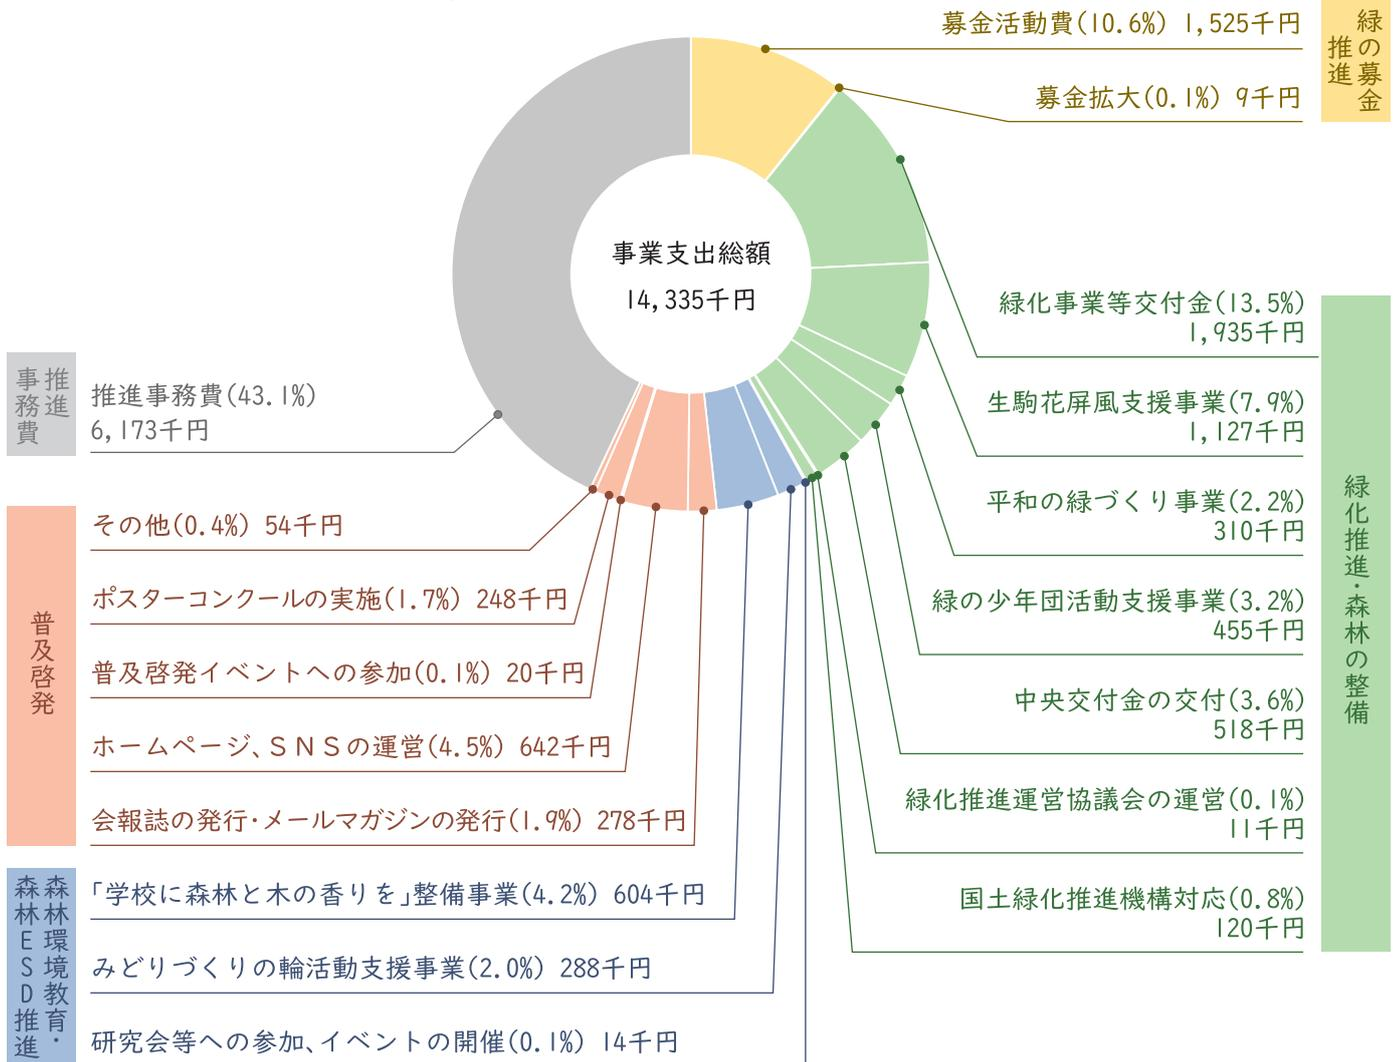 緑の募金
推進
募金活動費(10.6%) 1,525千円
募金拡大(0.1%) 9千円
事業支出総額
14,335千円
緑化推進・森林の整備
緑化事業等交付金(13.5%)
1,935千円
生駒花屏風支援事業(7.9%)
1,127千円
平和の緑づくり事業(2.2%)
310千円
緑の少年団活動支援事業(3.2%)
455千円
中央交付金の交付(3.6%)
518千円
緑化推進運営協議会の運営(0.1%)
11千円
国土緑化推進機構対応(0.8%)
120千円
推進
事務費
推進事務費(43.1%)
6,173千円
普及啓発
その他(0.4%) 54千円
ポスターコンクールの実施(1.7%) 248千円
普及啓発イベントへの参加(0.1%) 20千円
ホームページ、SNSの運営(4.5%) 642千円
会報誌の発行・メールマガジンの発行(1.9%) 278千円
森林環境教育・
森林ESD推進
「学校に森林と木の香りを」整備事業(4.2%) 604千円
みどりづくりの輪活動支援事業(2.0%) 288千円
研究会等への参加、イベントの開催(0.1%) 14千円